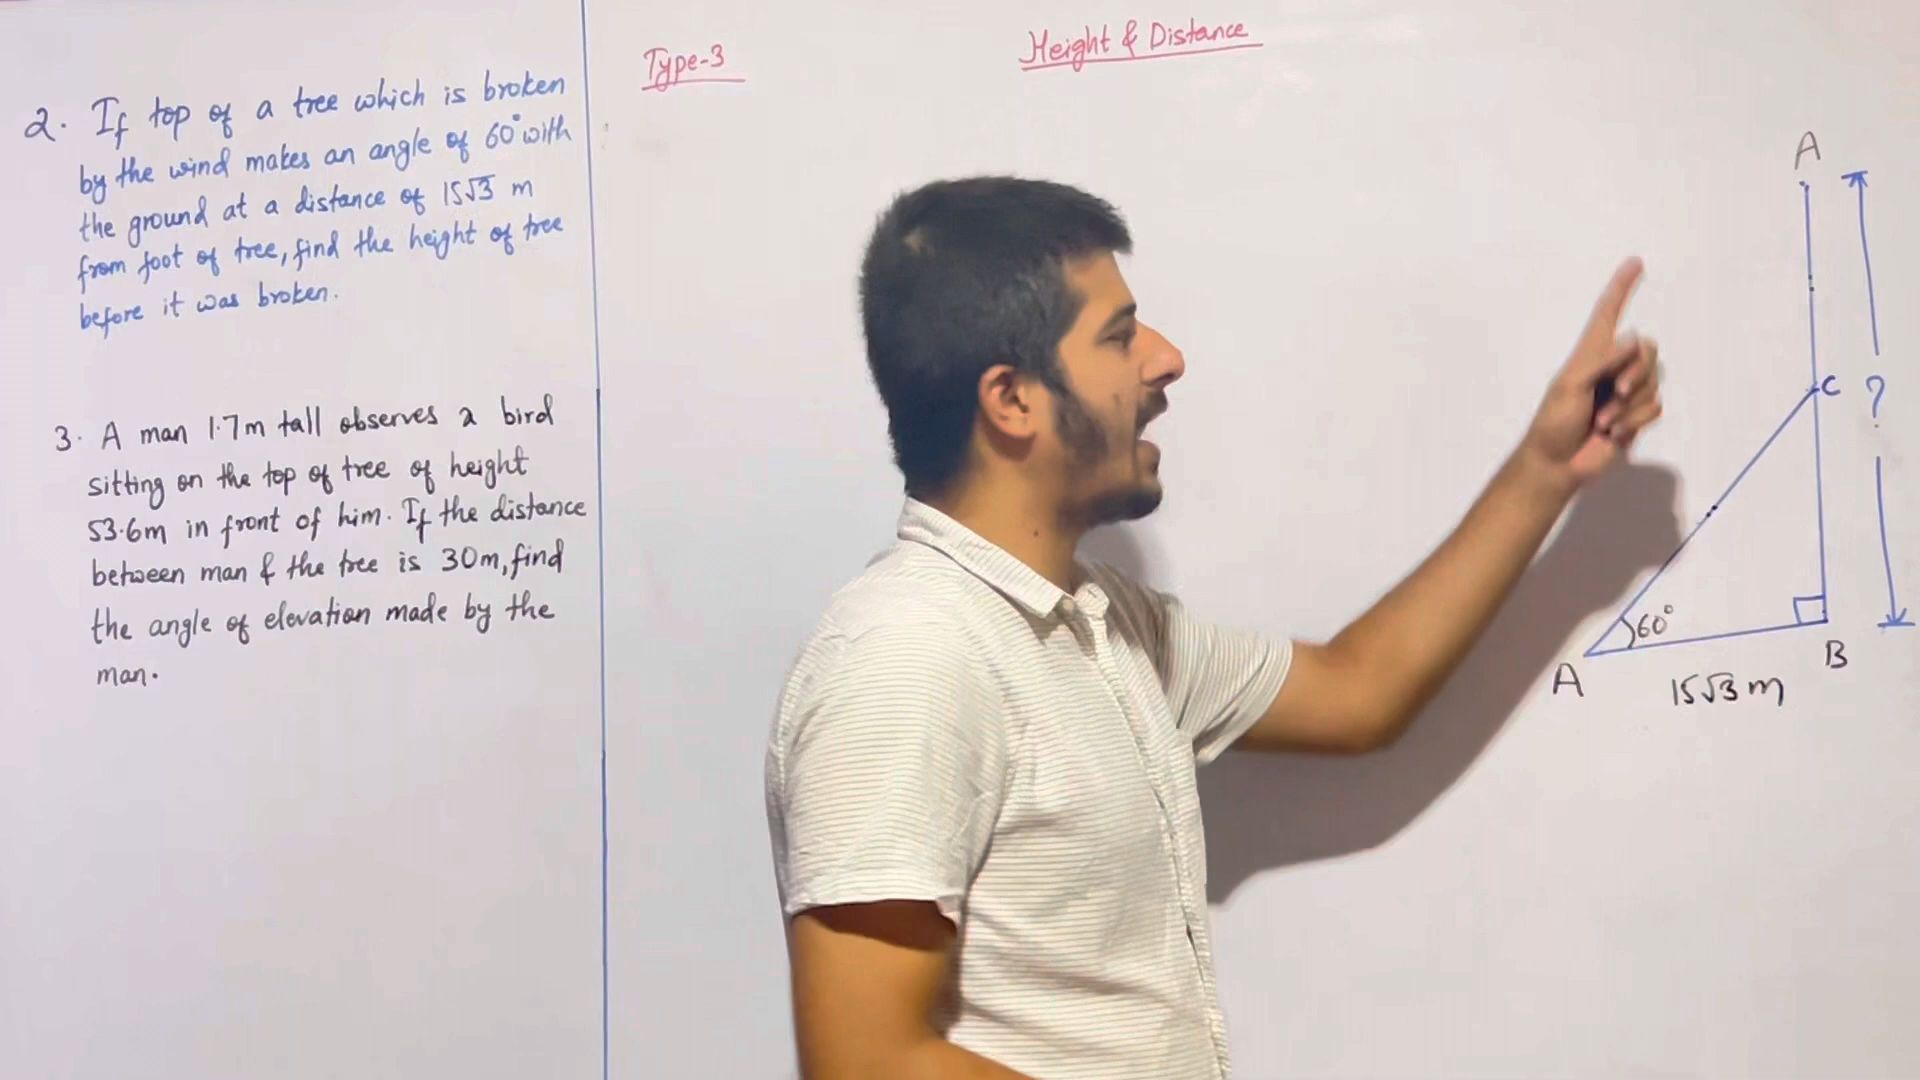 Type-3
Height & Distance
2. If top of a tree which is broken
by the wind makes an angle of 60° with
the ground at a distance of 15√3 m
from foot of tree, find the height of tree
before it was broken.
3. A man 1.7m tall observes a bird
sitting on the top of tree of height
53.6m in front of him. If the distance
between man & the tree is 30m, find
the angle of elevation made by the
man.
A
C
?
60°
A
B
15√3 m